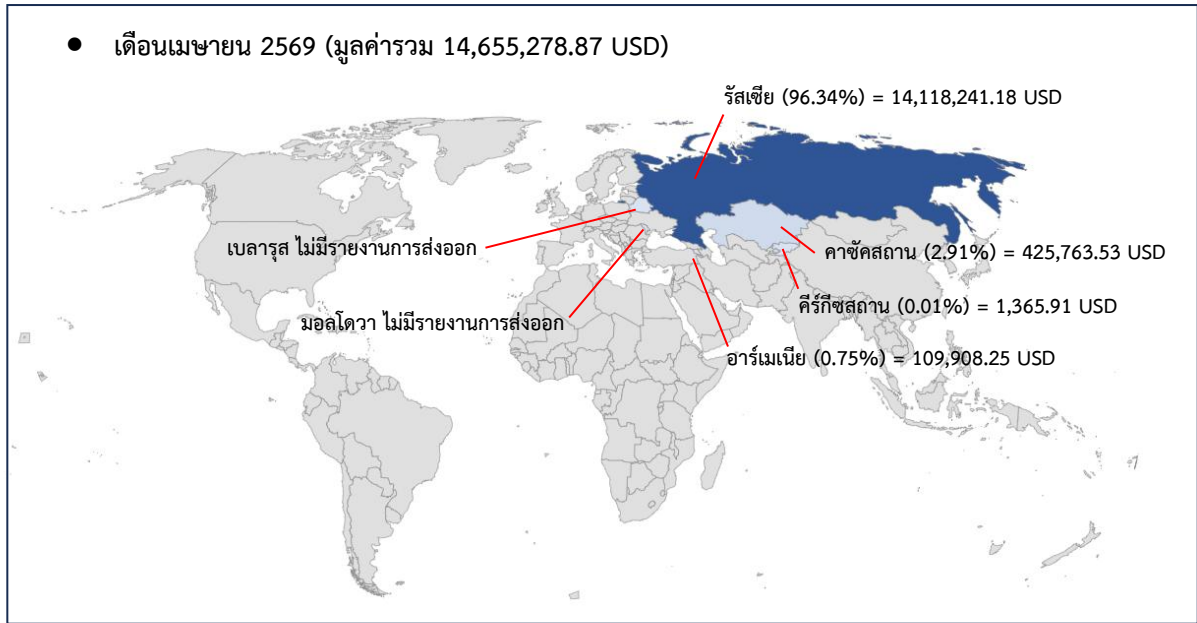 ● เดือนเมษายน 2569 (มูลค่ารวม 14,655,278.87 USD)
รัสเซีย (96.34%) = 14,118,241.18 USD
เบลารุส ไม่มีรายงานการส่งออก
คาซัคสถาน (2.91%) = 425,763.53 USD
มอลโดวา ไม่มีรายงานการส่งออก
คีร์กีซสถาน (0.01%) = 1,365.91 USD
อาร์เมเนีย (0.75%) = 109,908.25 USD